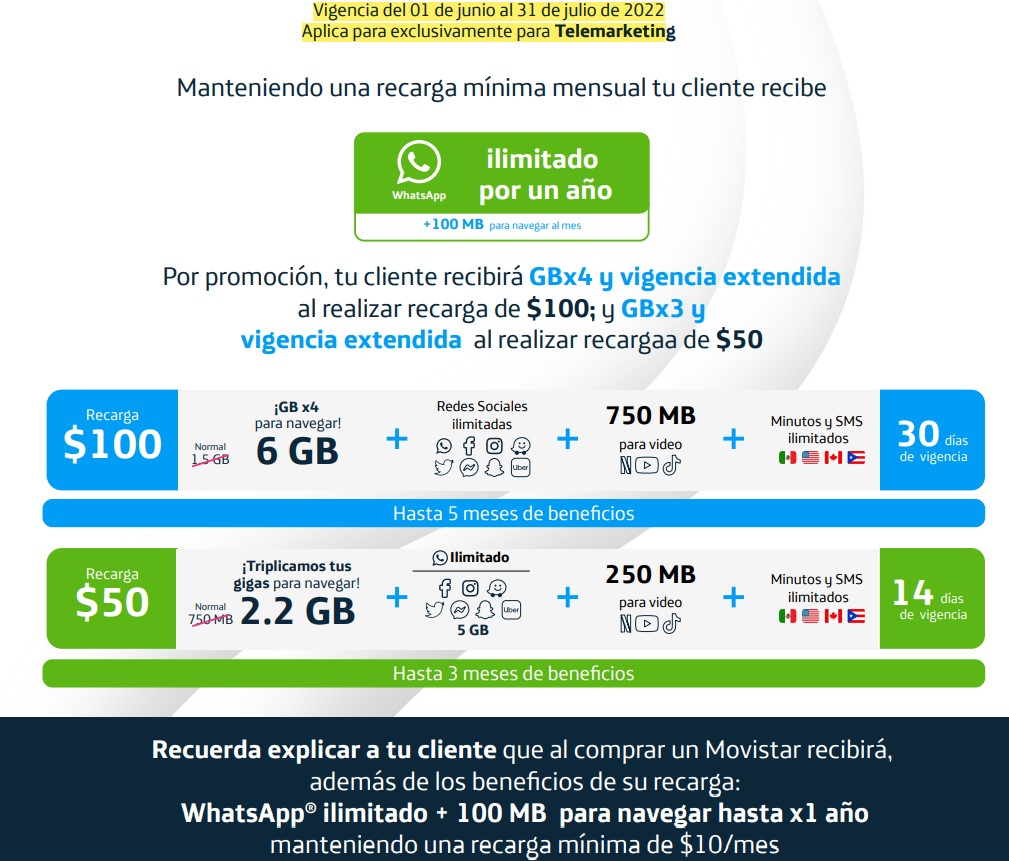 Vigencia del 01 de junio al 31 de julio de 2022
Aplica para exclusivamente para Telemarketing
Manteniendo una recarga mínima mensual tu cliente recibe
WhatsApp
ilimitado
por un año
+100 MB para navegar al mes
Por promoción, tu cliente recibirá GBx4 y vigencia extendida
al realizar recarga de $100; y GBx3 y
vigencia extendida al realizar recargaa de $50
Recarga
$100
Normal
1.5 GB
¡GB x4
para navegar!
6 GB
+
Redes Sociales
ilimitadas
Uber
+
750 MB
para video
+
Minutos y SMS
ilimitados
30 días
de vigencia
Hasta 5 meses de beneficios
Recarga
$50
Normal
750 MB
¡Triplicamos tus
gigas para navegar!
2.2 GB
+
Ilimitado
Uber
5 GB
+
250 MB
para video
+
Minutos y SMS
ilimitados
14 días
de vigencia
Hasta 3 meses de beneficios
Recuerda explicar a tu cliente que al comprar un Movistar recibirá,
además de los beneficios de su recarga:
WhatsApp® ilimitado + 100 MB para navegar hasta x1 año
manteniendo una recarga mínima de $10/mes